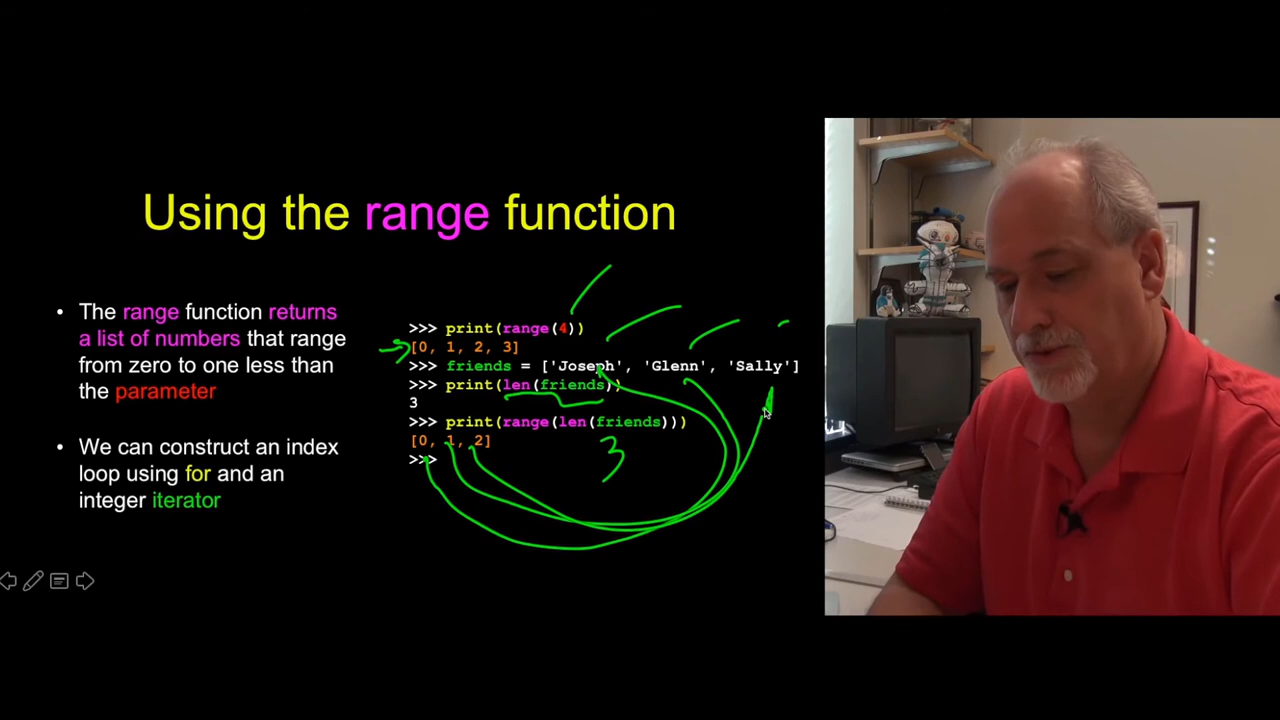 Using the range function
• The range function returns
a list of numbers that range
from zero to one less than
the parameter
• We can construct an index
loop using for and an
integer iterator
>>> print(range(4))
[0, 1, 2, 3]
>>> friends = ['Joseph', 'Glenn', 'Sally']
>>> print(len(friends))
3
>>> print(range(len(friends)))
[0, 1, 2]
>>>
3